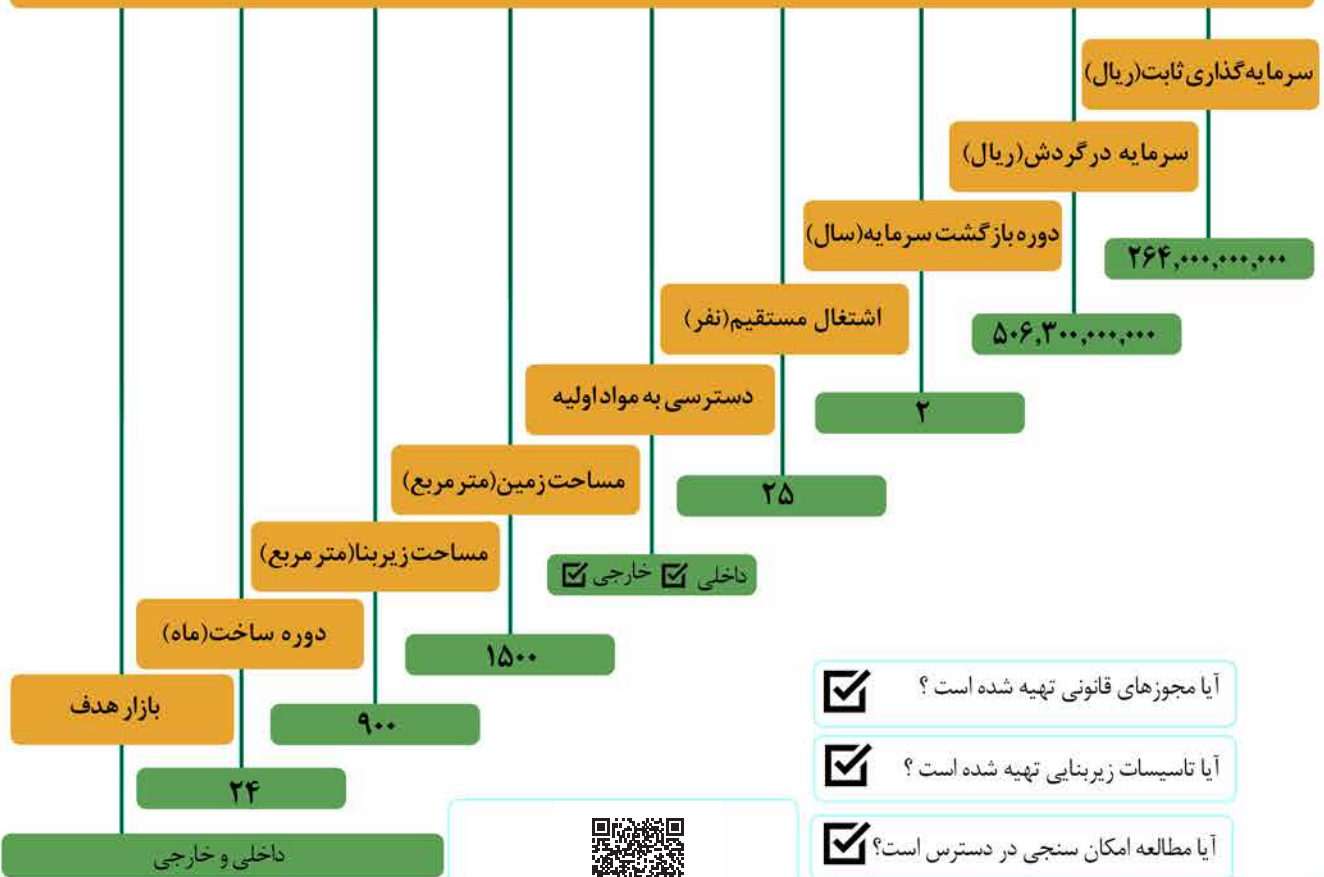 سرمایه‌گذاری ثابت(ریال)
۲۶۴,۰۰۰,۰۰۰,۰۰۰
سرمایه در گردش(ریال)
۵۰۶,۳۰۰,۰۰۰,۰۰۰
دوره بازگشت سرمایه(سال)
۲
اشتغال مستقیم(نفر)
۲۵
دسترسی به مواد اولیه
داخلی ☑ خارجی ☑
مساحت زمین(متر مربع)
۱۵۰۰
مساحت زیربنا(متر مربع)
۹۰۰
دوره ساخت(ماه)
۲۴
بازار هدف
داخلی و خارجی
آیا مجوزهای قانونی تهیه شده است ؟ ☑
آیا تاسیسات زیربنایی تهیه شده است ؟ ☑
آیا مطالعه امکان سنجی در دسترس است؟ ☑